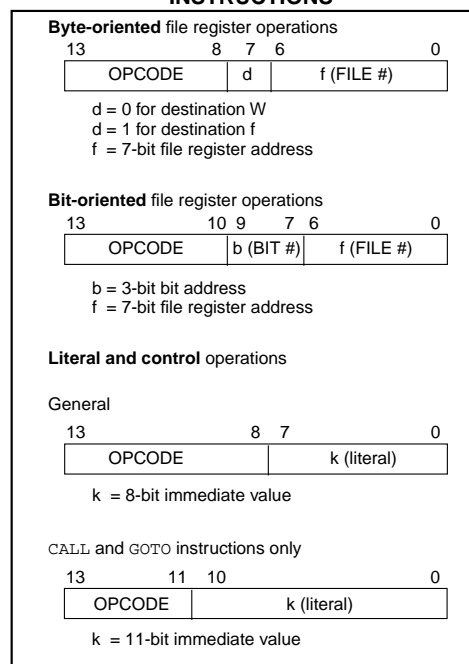 INSTRUCTIONS
Byte-oriented file register operations
13 8 7 6 0
OPCODE d f (FILE #)
d = 0 for destination W
d = 1 for destination f
f = 7-bit file register address
Bit-oriented file register operations
13 10 9 7 6 0
OPCODE b (BIT #) f (FILE #)
b = 3-bit bit address
f = 7-bit file register address
Literal and control operations
General
13 8 7 0
OPCODE k (literal)
k = 8-bit immediate value
CALL and GOTO instructions only
13 11 10 0
OPCODE k (literal)
k = 11-bit immediate value